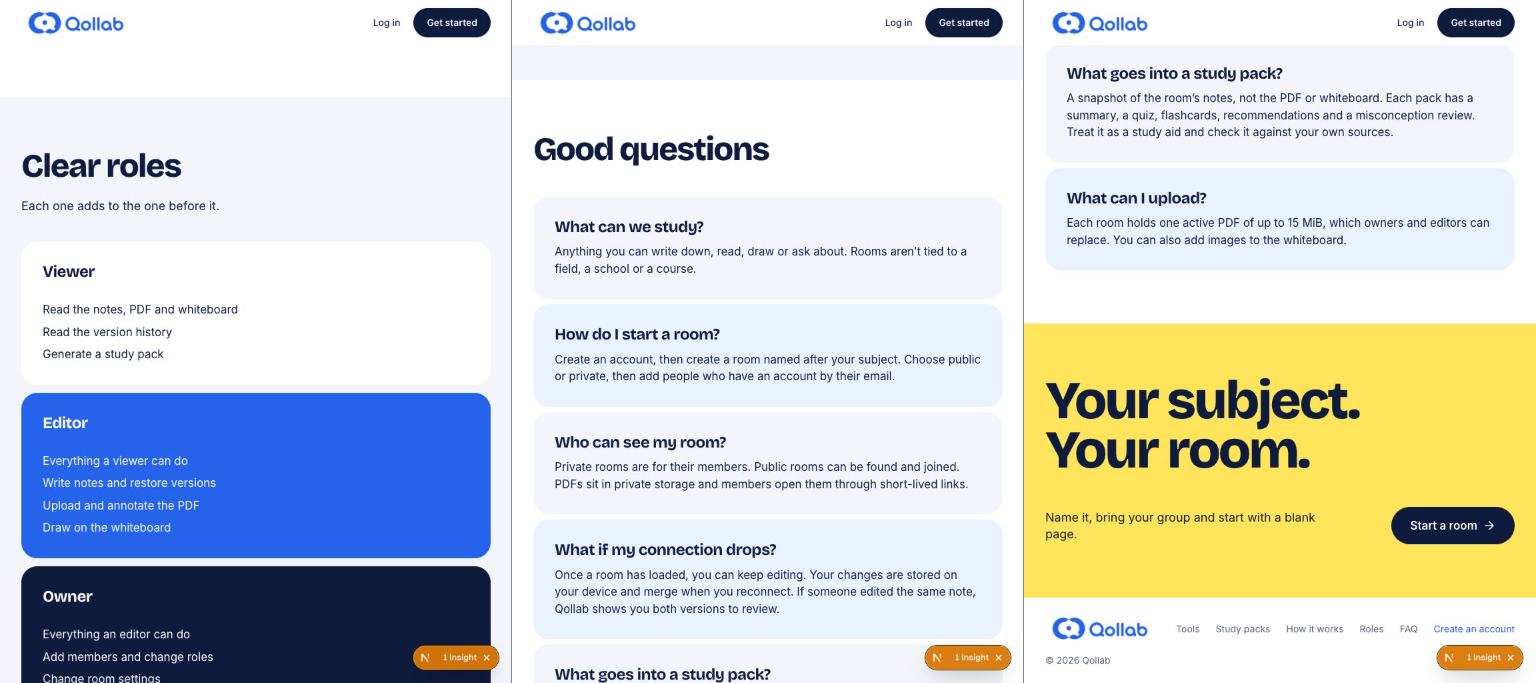 Qollab
Log in
Get started
Clear roles
Each one adds to the one before it.
Viewer
Read the notes, PDF and whiteboard
Read the version history
Generate a study pack
Editor
Everything a viewer can do
Write notes and restore versions
Upload and annotate the PDF
Draw on the whiteboard
Owner
Everything an editor can do
Add members and change roles
Change room settings
N 1 Insight ×
Qollab
Log in
Get started
Good questions
What can we study?
Anything you can write down, read, draw or ask about. Rooms aren't tied to a
field, a school or a course.
How do I start a room?
Create an account, then create a room named after your subject. Choose public
or private, then add people who have an account by their email.
Who can see my room?
Private rooms are for their members. Public rooms can be found and joined.
PDFs sit in private storage and members open them through short-lived links.
What if my connection drops?
Once a room has loaded, you can keep editing. Your changes are stored on
your device and merge when you reconnect. If someone edited the same note,
Qollab shows you both versions to review.
What goes into a study pack?
N 1 Insight ×
Qollab
Log in
Get started
What goes into a study pack?
A snapshot of the room's notes, not the PDF or whiteboard. Each pack has a
summary, a quiz, flashcards, recommendations and a misconception review.
Treat it as a study aid and check it against your own sources.
What can I upload?
Each room holds one active PDF of up to 15 MiB, which owners and editors can
replace. You can also add images to the whiteboard.
Your subject.
Your room.
Name it, bring your group and start with a blank
page.
Start a room →
Qollab
Tools
Study packs
How it works
Roles
FAQ
Create an account
© 2026 Qollab
N 1 Insight ×